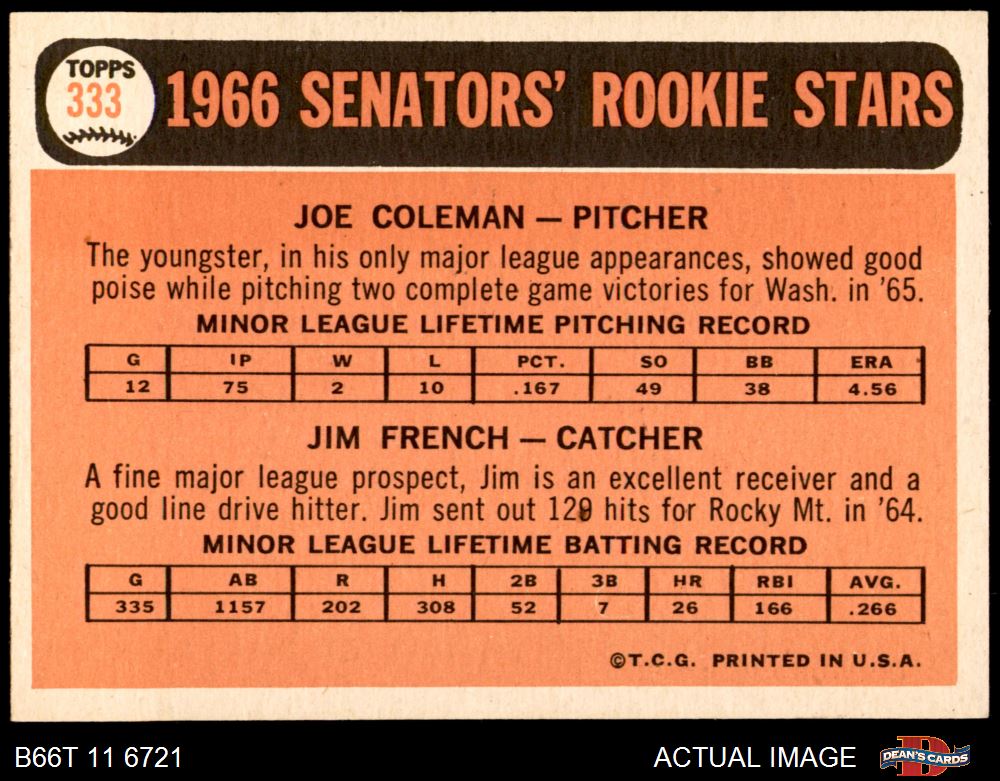 TOPPS
333
1966 SENATORS' ROOKIE STARS
JOE COLEMAN — PITCHER
The youngster, in his only major league appearances, showed good
poise while pitching two complete game victories for Wash. in '65.
MINOR LEAGUE LIFETIME PITCHING RECORD
G IP W L PCT. SO BB ERA
12 75 2 10 .167 49 38 4.56
JIM FRENCH — CATCHER
A fine major league prospect, Jim is an excellent receiver and a
good line drive hitter. Jim sent out 129 hits for Rocky Mt. in '64.
MINOR LEAGUE LIFETIME BATTING RECORD
G AB R H 2B 3B HR RBI AVG.
335 1157 202 308 52 7 26 166 .266
©T.C.G. PRINTED IN U.S.A.
B66T 11 6721 ACTUAL IMAGE DEAN'S CARDS